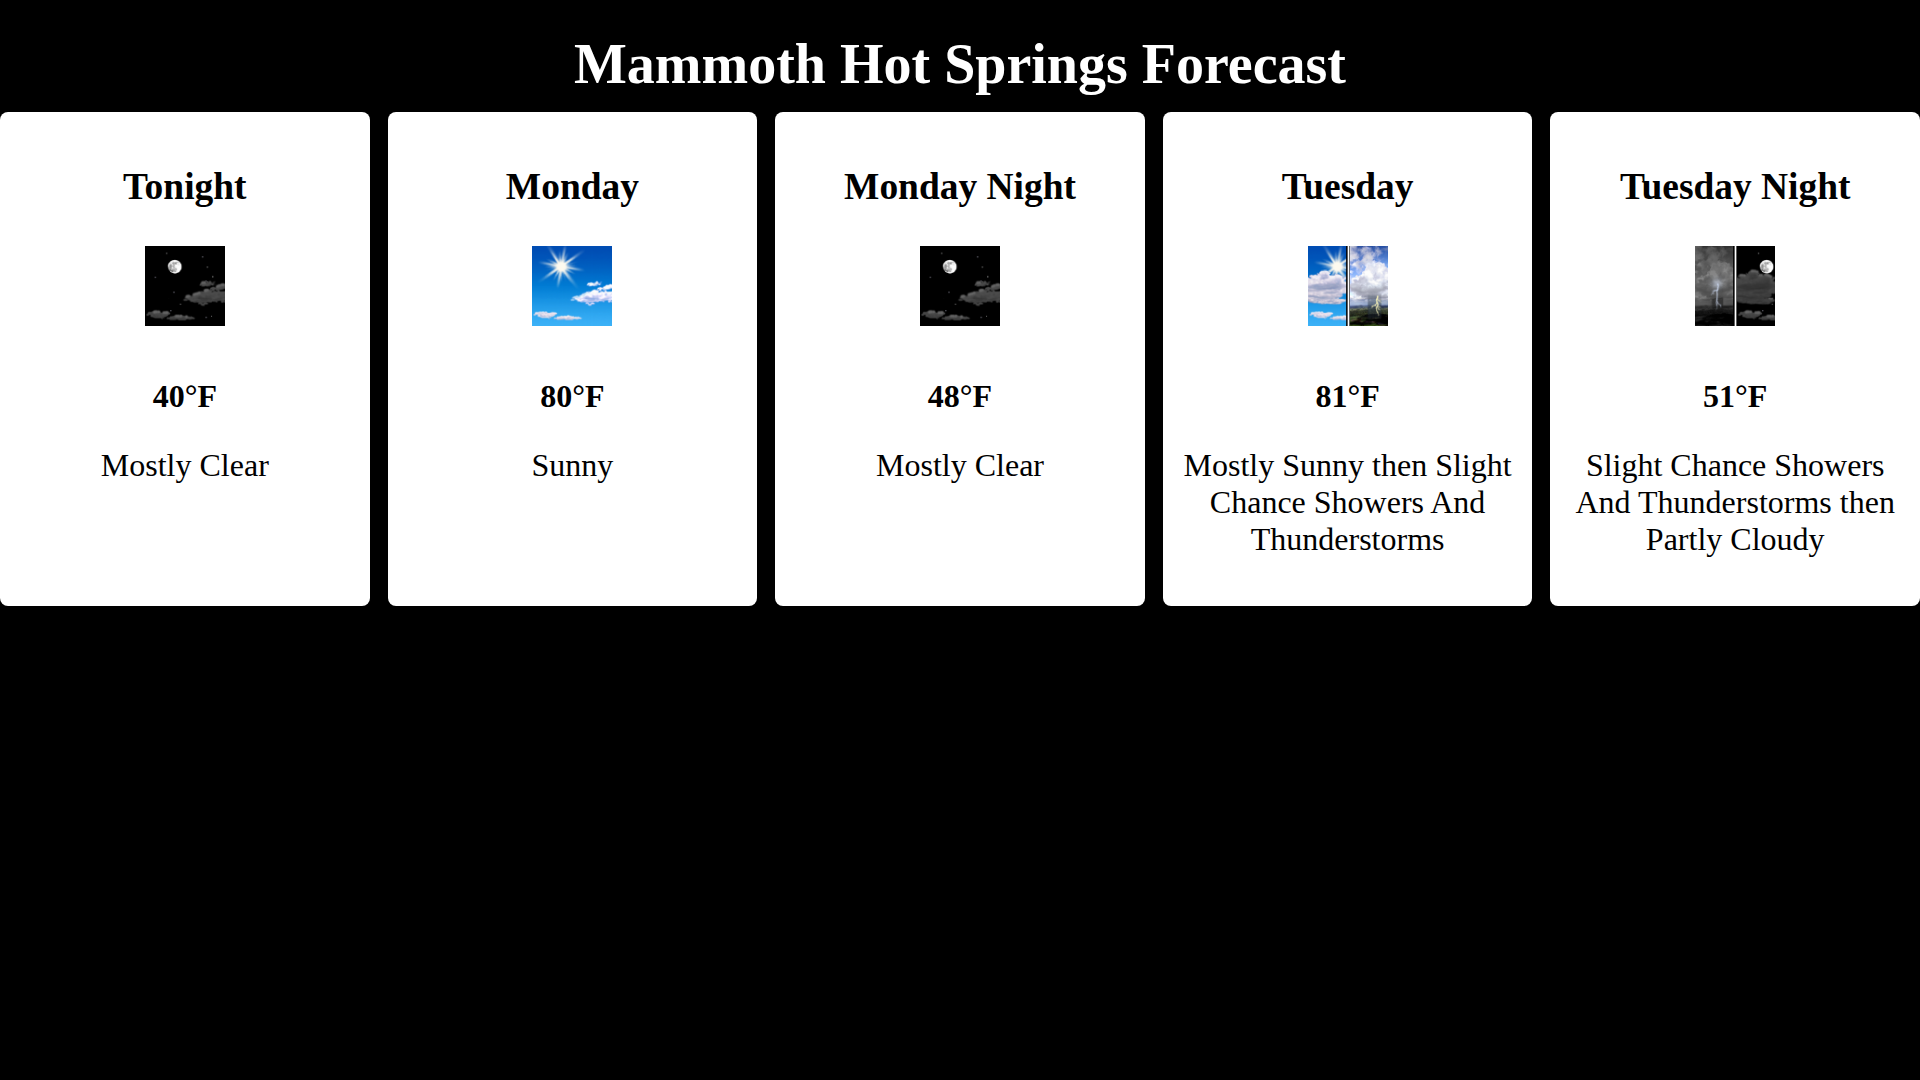 Mammoth Hot Springs Forecast
Tonight
40°F
Mostly Clear
Monday
80°F
Sunny
Monday Night
48°F
Mostly Clear
Tuesday
81°F
Mostly Sunny then Slight
Chance Showers And
Thunderstorms
Tuesday Night
51°F
Slight Chance Showers
And Thunderstorms then
Partly Cloudy